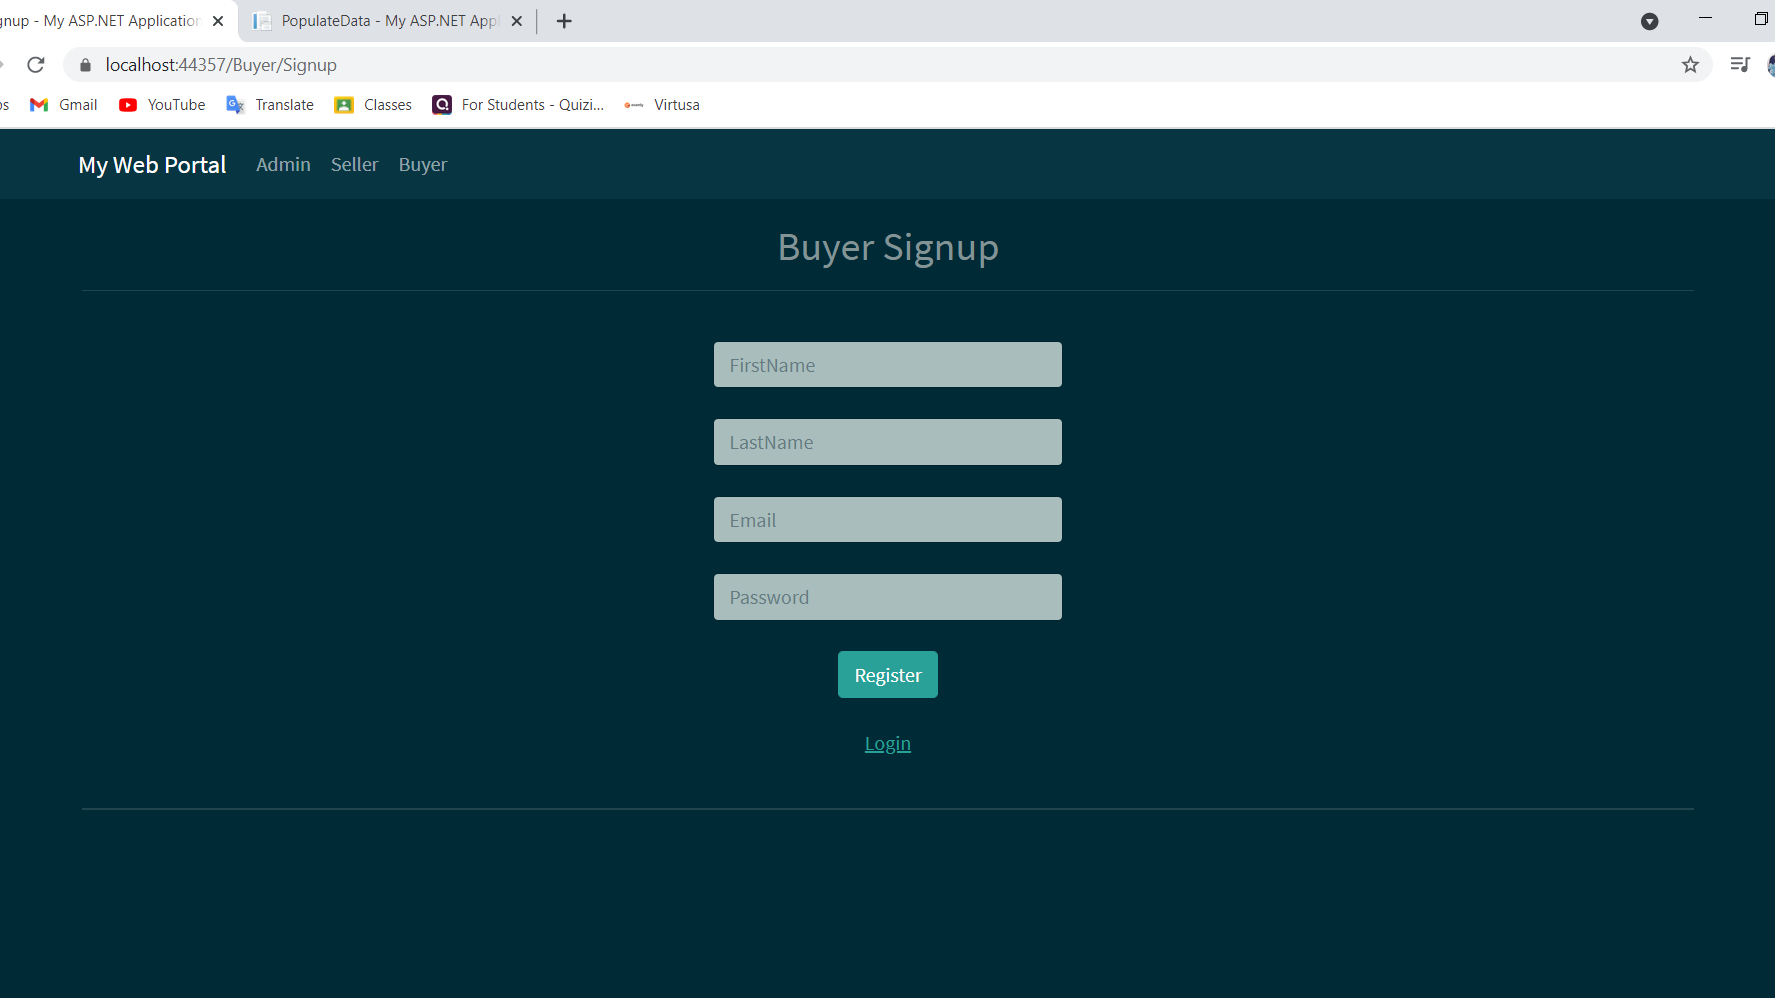 gnup - My ASP.NET Application PopulateData - My ASP.NET Appl
localhost:44357/Buyer/Signup
Gmail YouTube Translate Classes For Students - Quizi... Virtusa
My Web Portal Admin Seller Buyer
Buyer Signup
FirstName
LastName
Email
Password
Register
Login